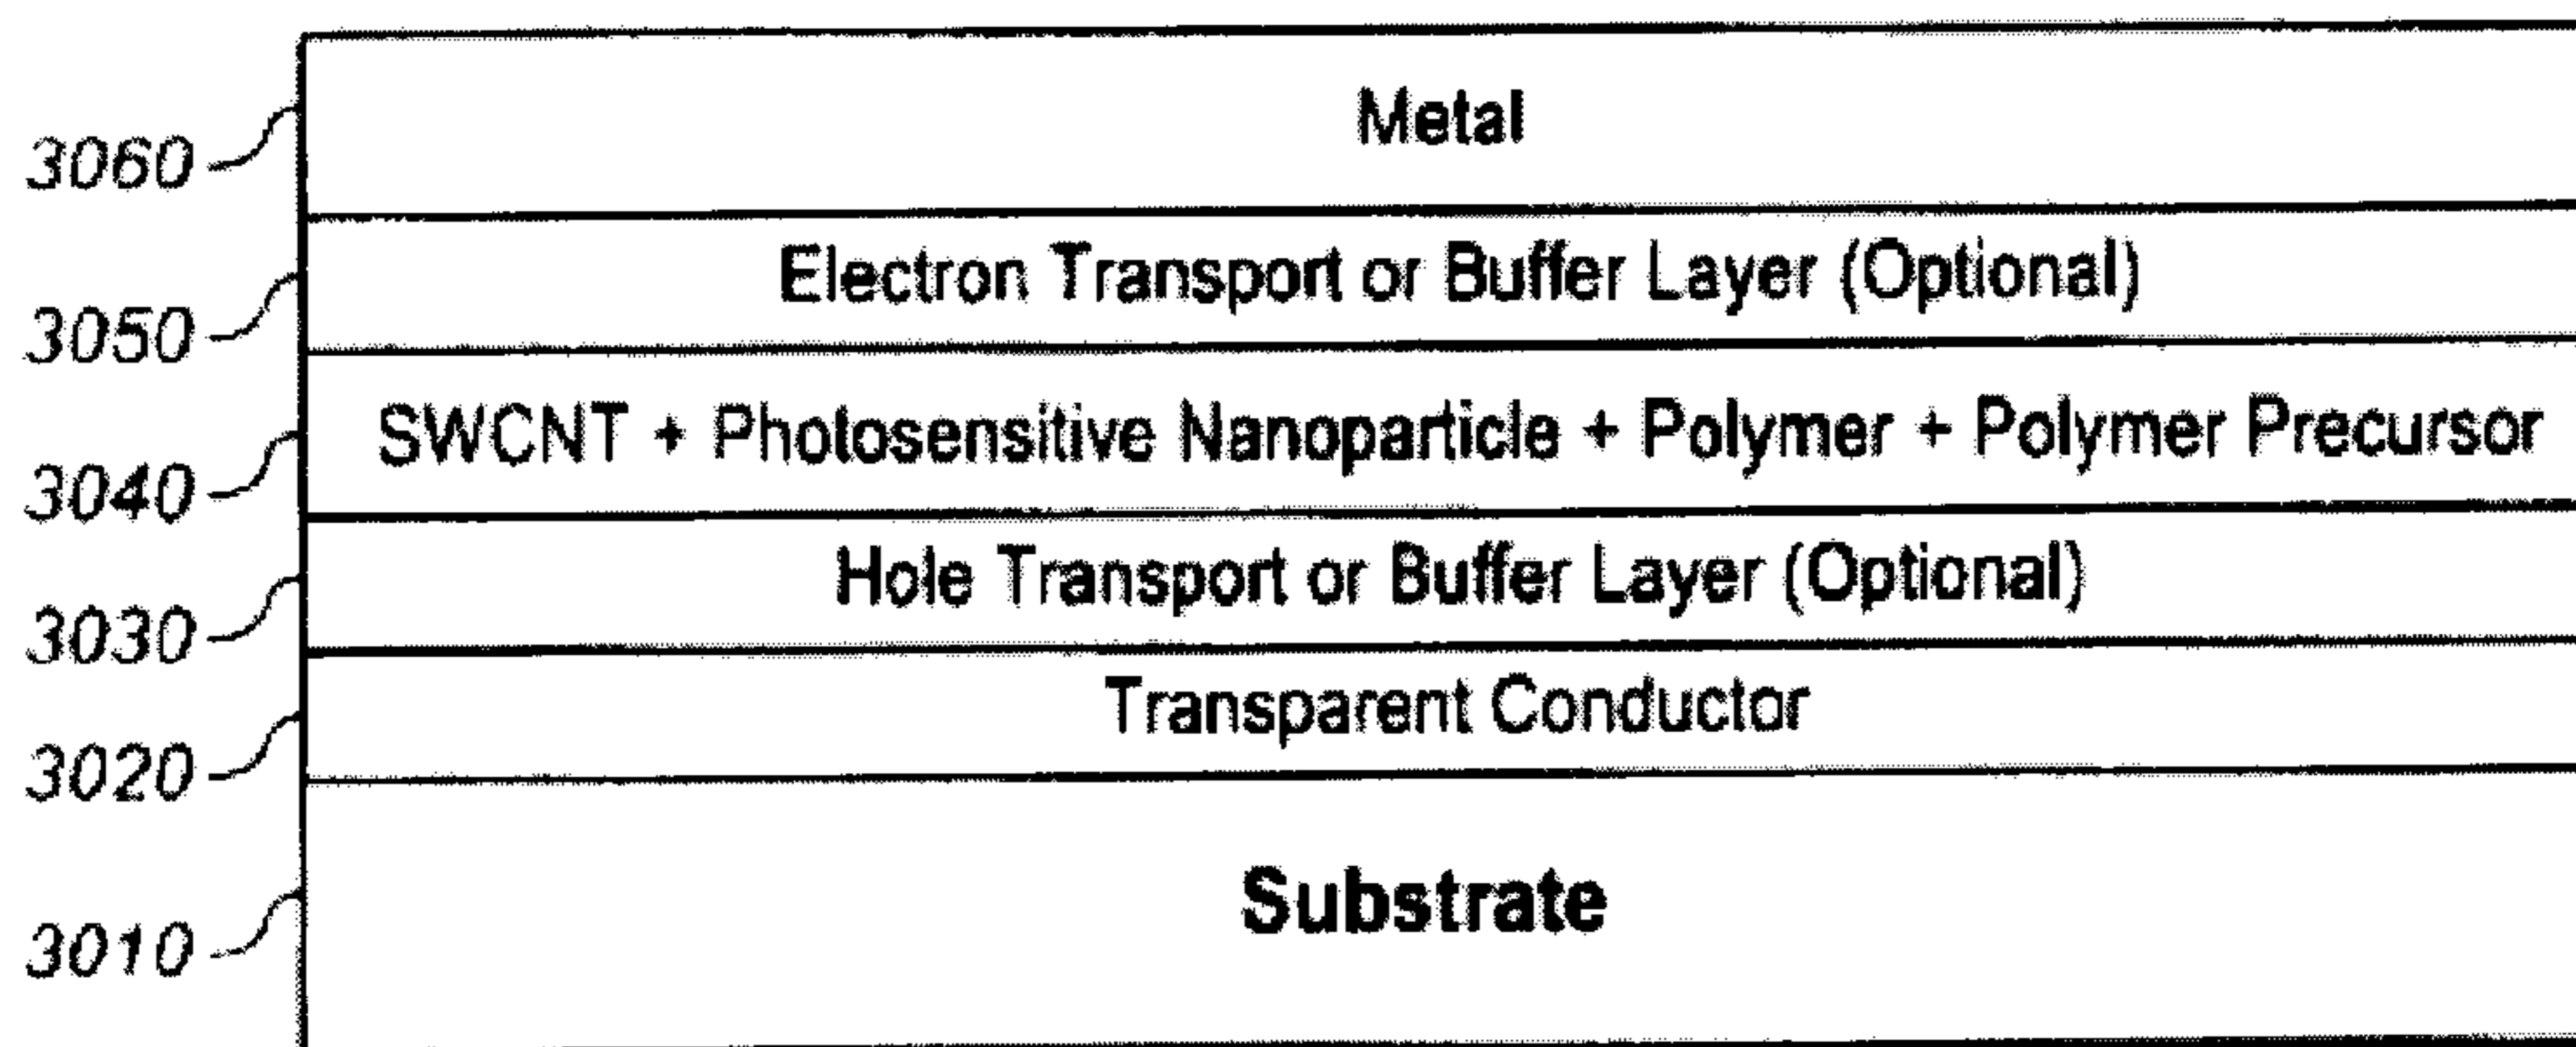 Metal
3060
Electron Transport or Buffer Layer (Optional)
3050
SWCNT + Photosensitive Nanoparticle + Polymer + Polymer Precursor
3040
Hole Transport or Buffer Layer (Optional)
3030
Transparent Conductor
3020
Substrate
3010